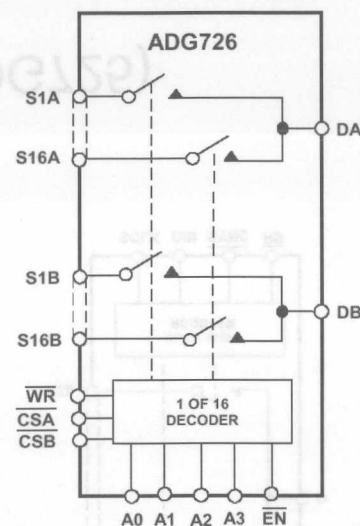 ADG726
S1A
DA
S16A
S1B
DB
S16B
WR
CSA
CSB
1 OF 16
DECODER
A0 A1 A2 A3 EN